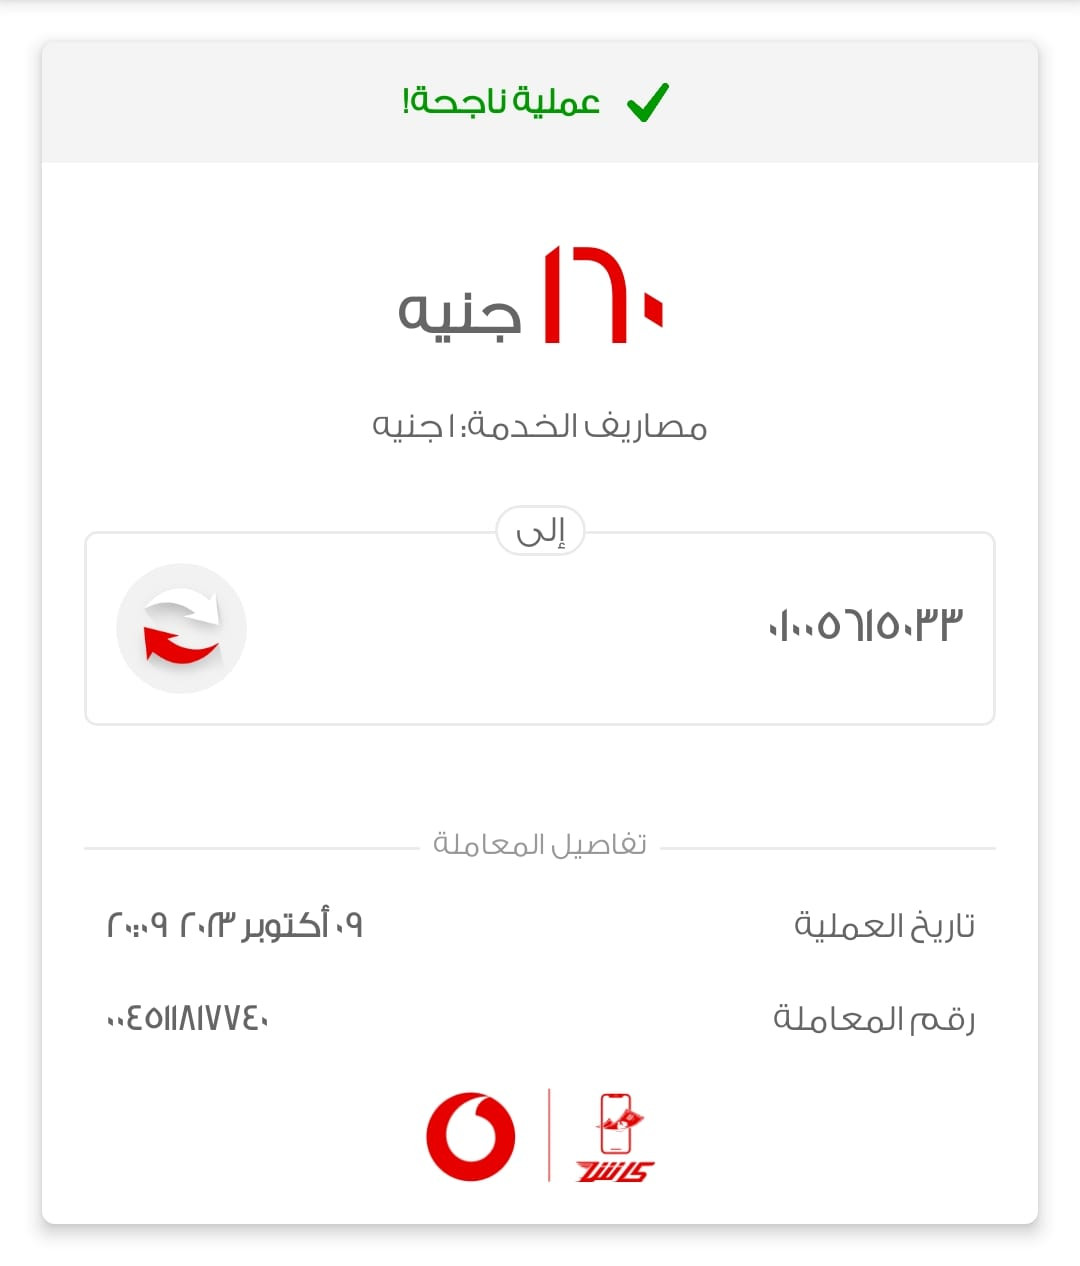 عملية ناجحة!
١٦٠ جنيه
مصاريف الخدمة: ١ جنيه
إلى
٠١٠٠٥٦١٥٠٣٣
تفاصيل المعاملة
تاريخ العملية ٠٩ أكتوبر ٢٠٢٣ ٢٠:٠٩
رقم المعاملة ٠٠٤٥١١٨١٧٧٤٠
كاش